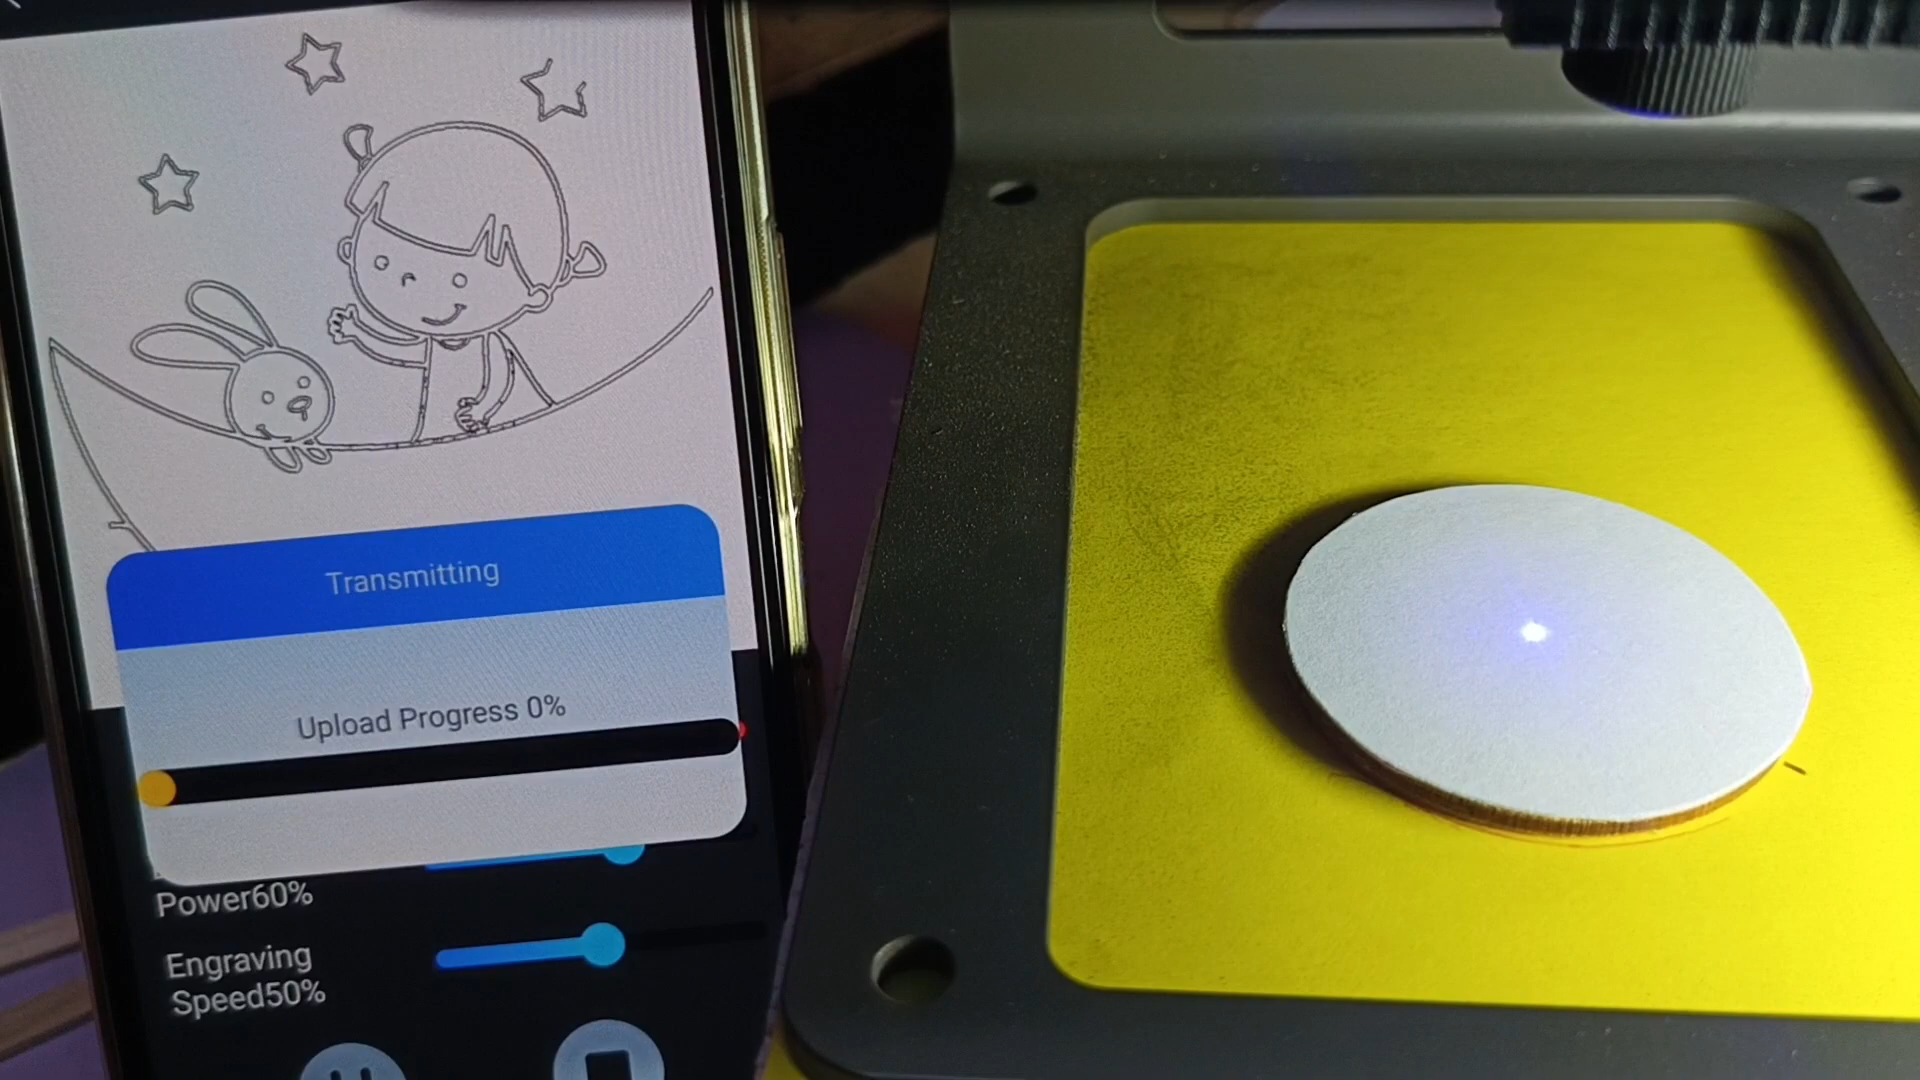 Transmitting
Upload Progress 0%
Power60%
Engraving
Speed50%